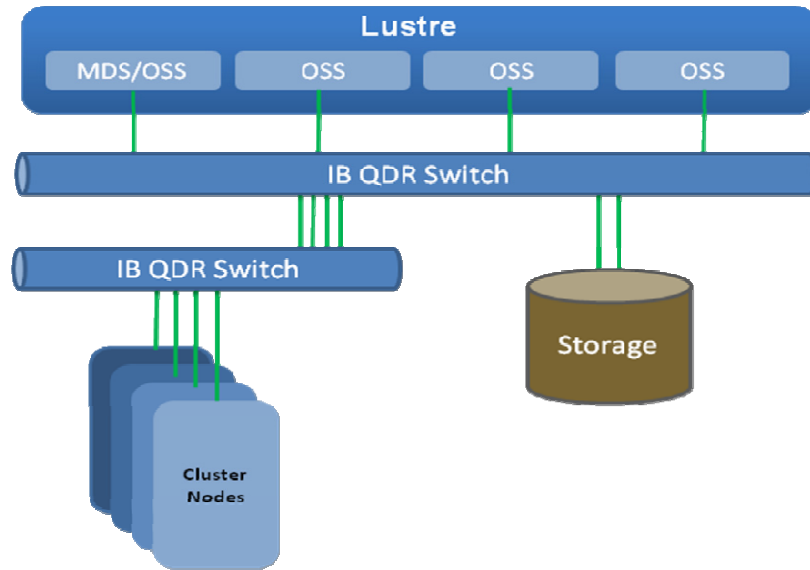 Lustre
MDS/OSS
OSS
OSS
OSS
IB QDR Switch
IB QDR Switch
Storage
Cluster
Nodes